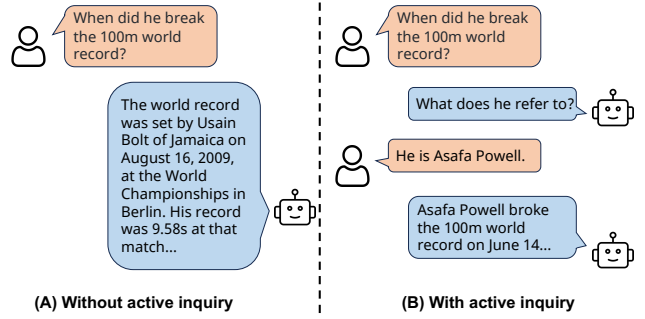 When did he break
the 100m world
record?
The world record
was set by Usain
Bolt of Jamaica on
August 16, 2009,
at the World
Championships in
Berlin. His record
was 9.58s at that
match...
(A) Without active inquiry
When did he break
the 100m world
record?
What does he refer to?
He is Asafa Powell.
Asafa Powell broke
the 100m world
record on June 14...
(B) With active inquiry